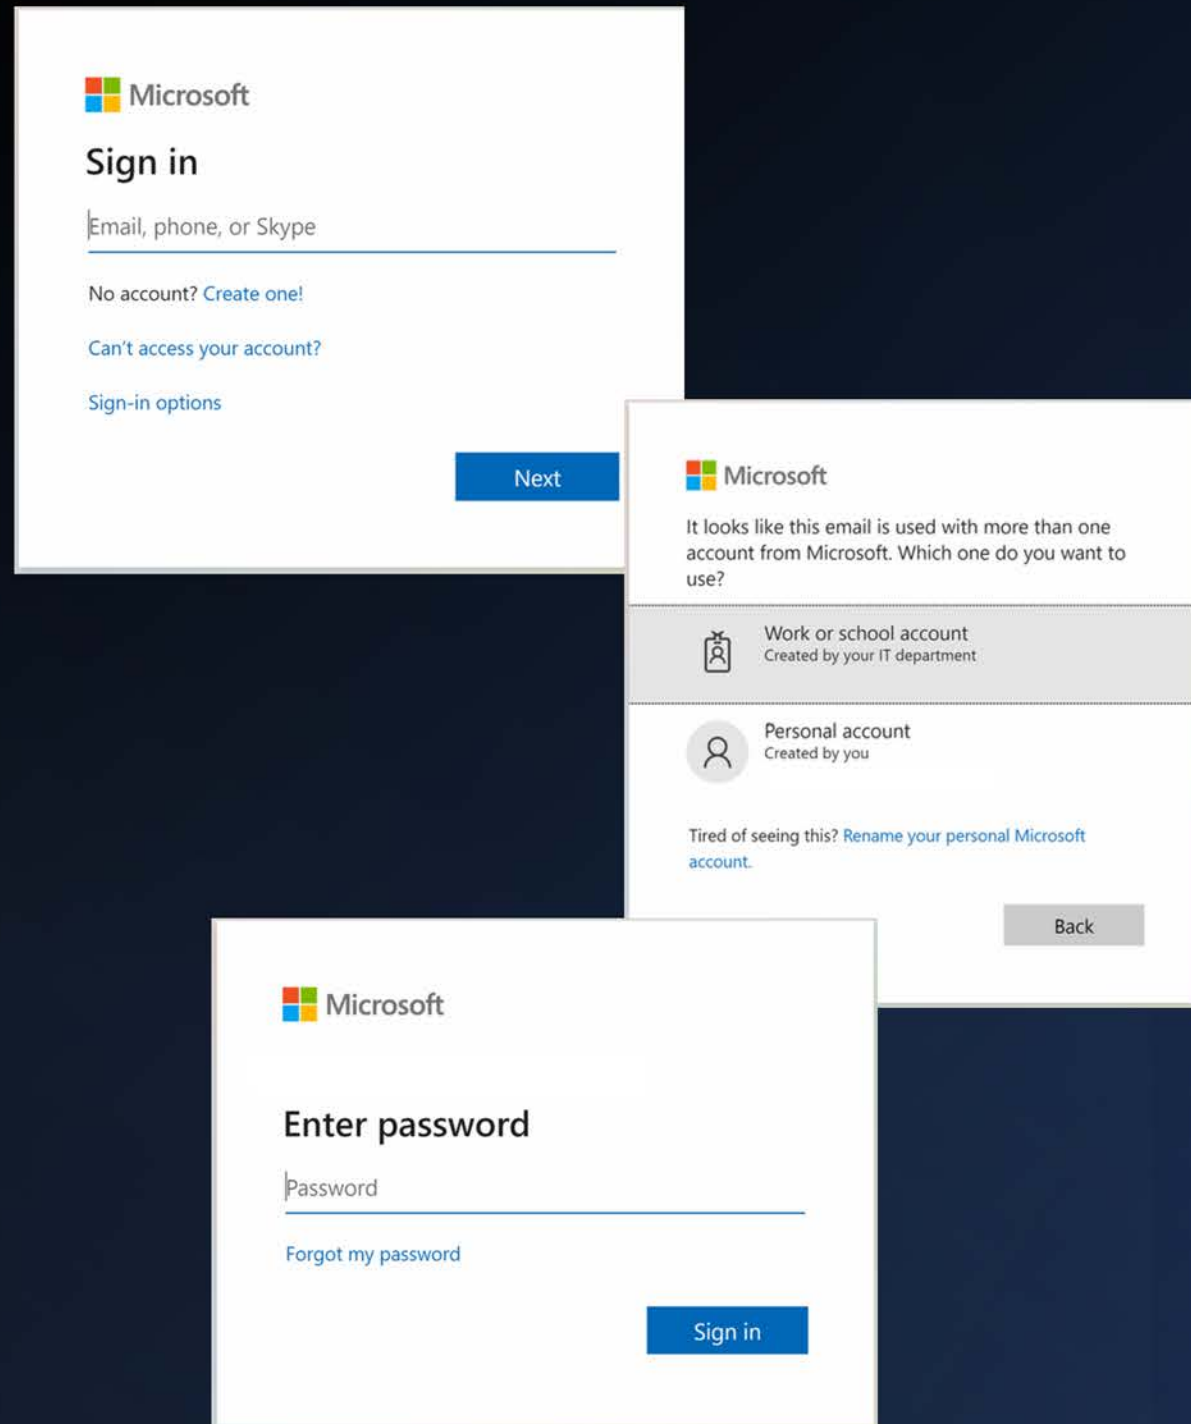 Microsoft
Sign in
Email, phone, or Skype
No account? Create one!
Can't access your account?
Sign-in options
Next
Microsoft
It looks like this email is used with more than one
account from Microsoft. Which one do you want to
use?
Work or school account
Created by your IT department
Personal account
Created by you
Tired of seeing this? Rename your personal Microsoft
account.
Back
Microsoft
Enter password
Password
Forgot my password
Sign in